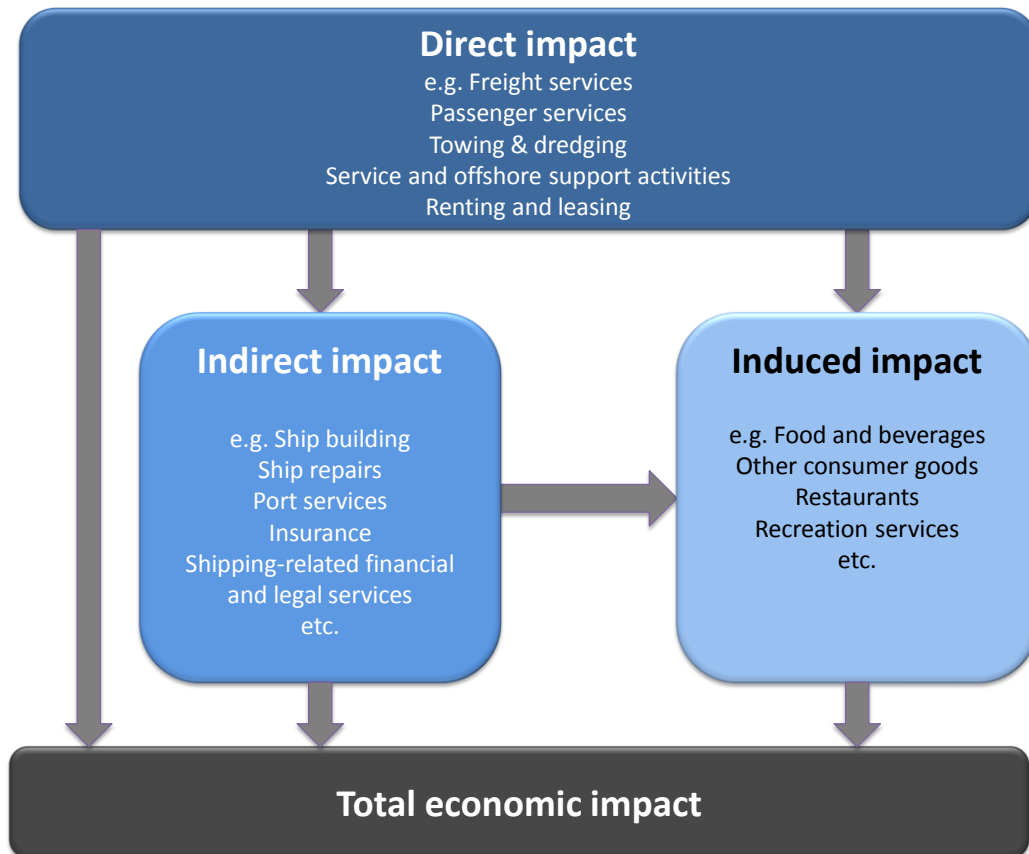 Direct impact
e.g. Freight services
Passenger services
Towing & dredging
Service and offshore support activities
Renting and leasing
Indirect impact
e.g. Ship building
Ship repairs
Port services
Insurance
Shipping-related financial
and legal services
etc.
Induced impact
e.g. Food and beverages
Other consumer goods
Restaurants
Recreation services
etc.
Total economic impact